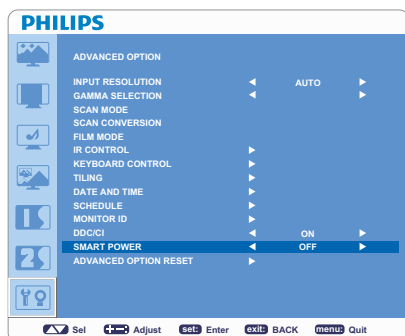 PHILIPS
ADVANCED OPTION
INPUT RESOLUTION AUTO
GAMMA SELECTION
SCAN MODE
SCAN CONVERSION
FILM MODE
IR CONTROL
KEYBOARD CONTROL
TILING
DATE AND TIME
SCHEDULE
MONITOR ID
DDC/CI ON
SMART POWER OFF
ADVANCED OPTION RESET
1
2
Sel Adjust set: Enter exit: BACK menu: Quit